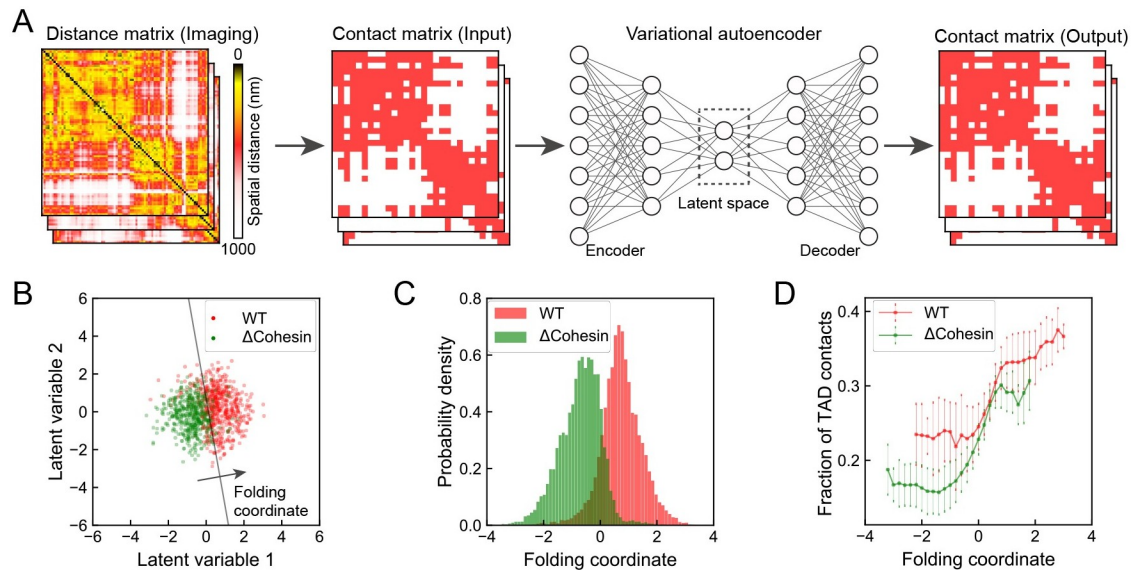 A
Distance matrix (Imaging)
0
Spatial distance (nm)
1000
Contact matrix (Input)
Variational autoencoder
Latent space
Encoder
Decoder
Contact matrix (Output)
B
6
4
2
0
−2
−4
−6
Latent variable 2
WT
ΔCohesin
Folding
coordinate
−6 −4 −2 0 2 4 6
Latent variable 1
C
0.8
0.6
0.4
0.2
0.0
Probability density
WT
ΔCohesin
−4 −2 0 2 4
Folding coordinate
D
0.4
0.3
0.2
Fraction of TAD contacts
WT
ΔCohesin
−4 −2 0 2 4
Folding coordinate